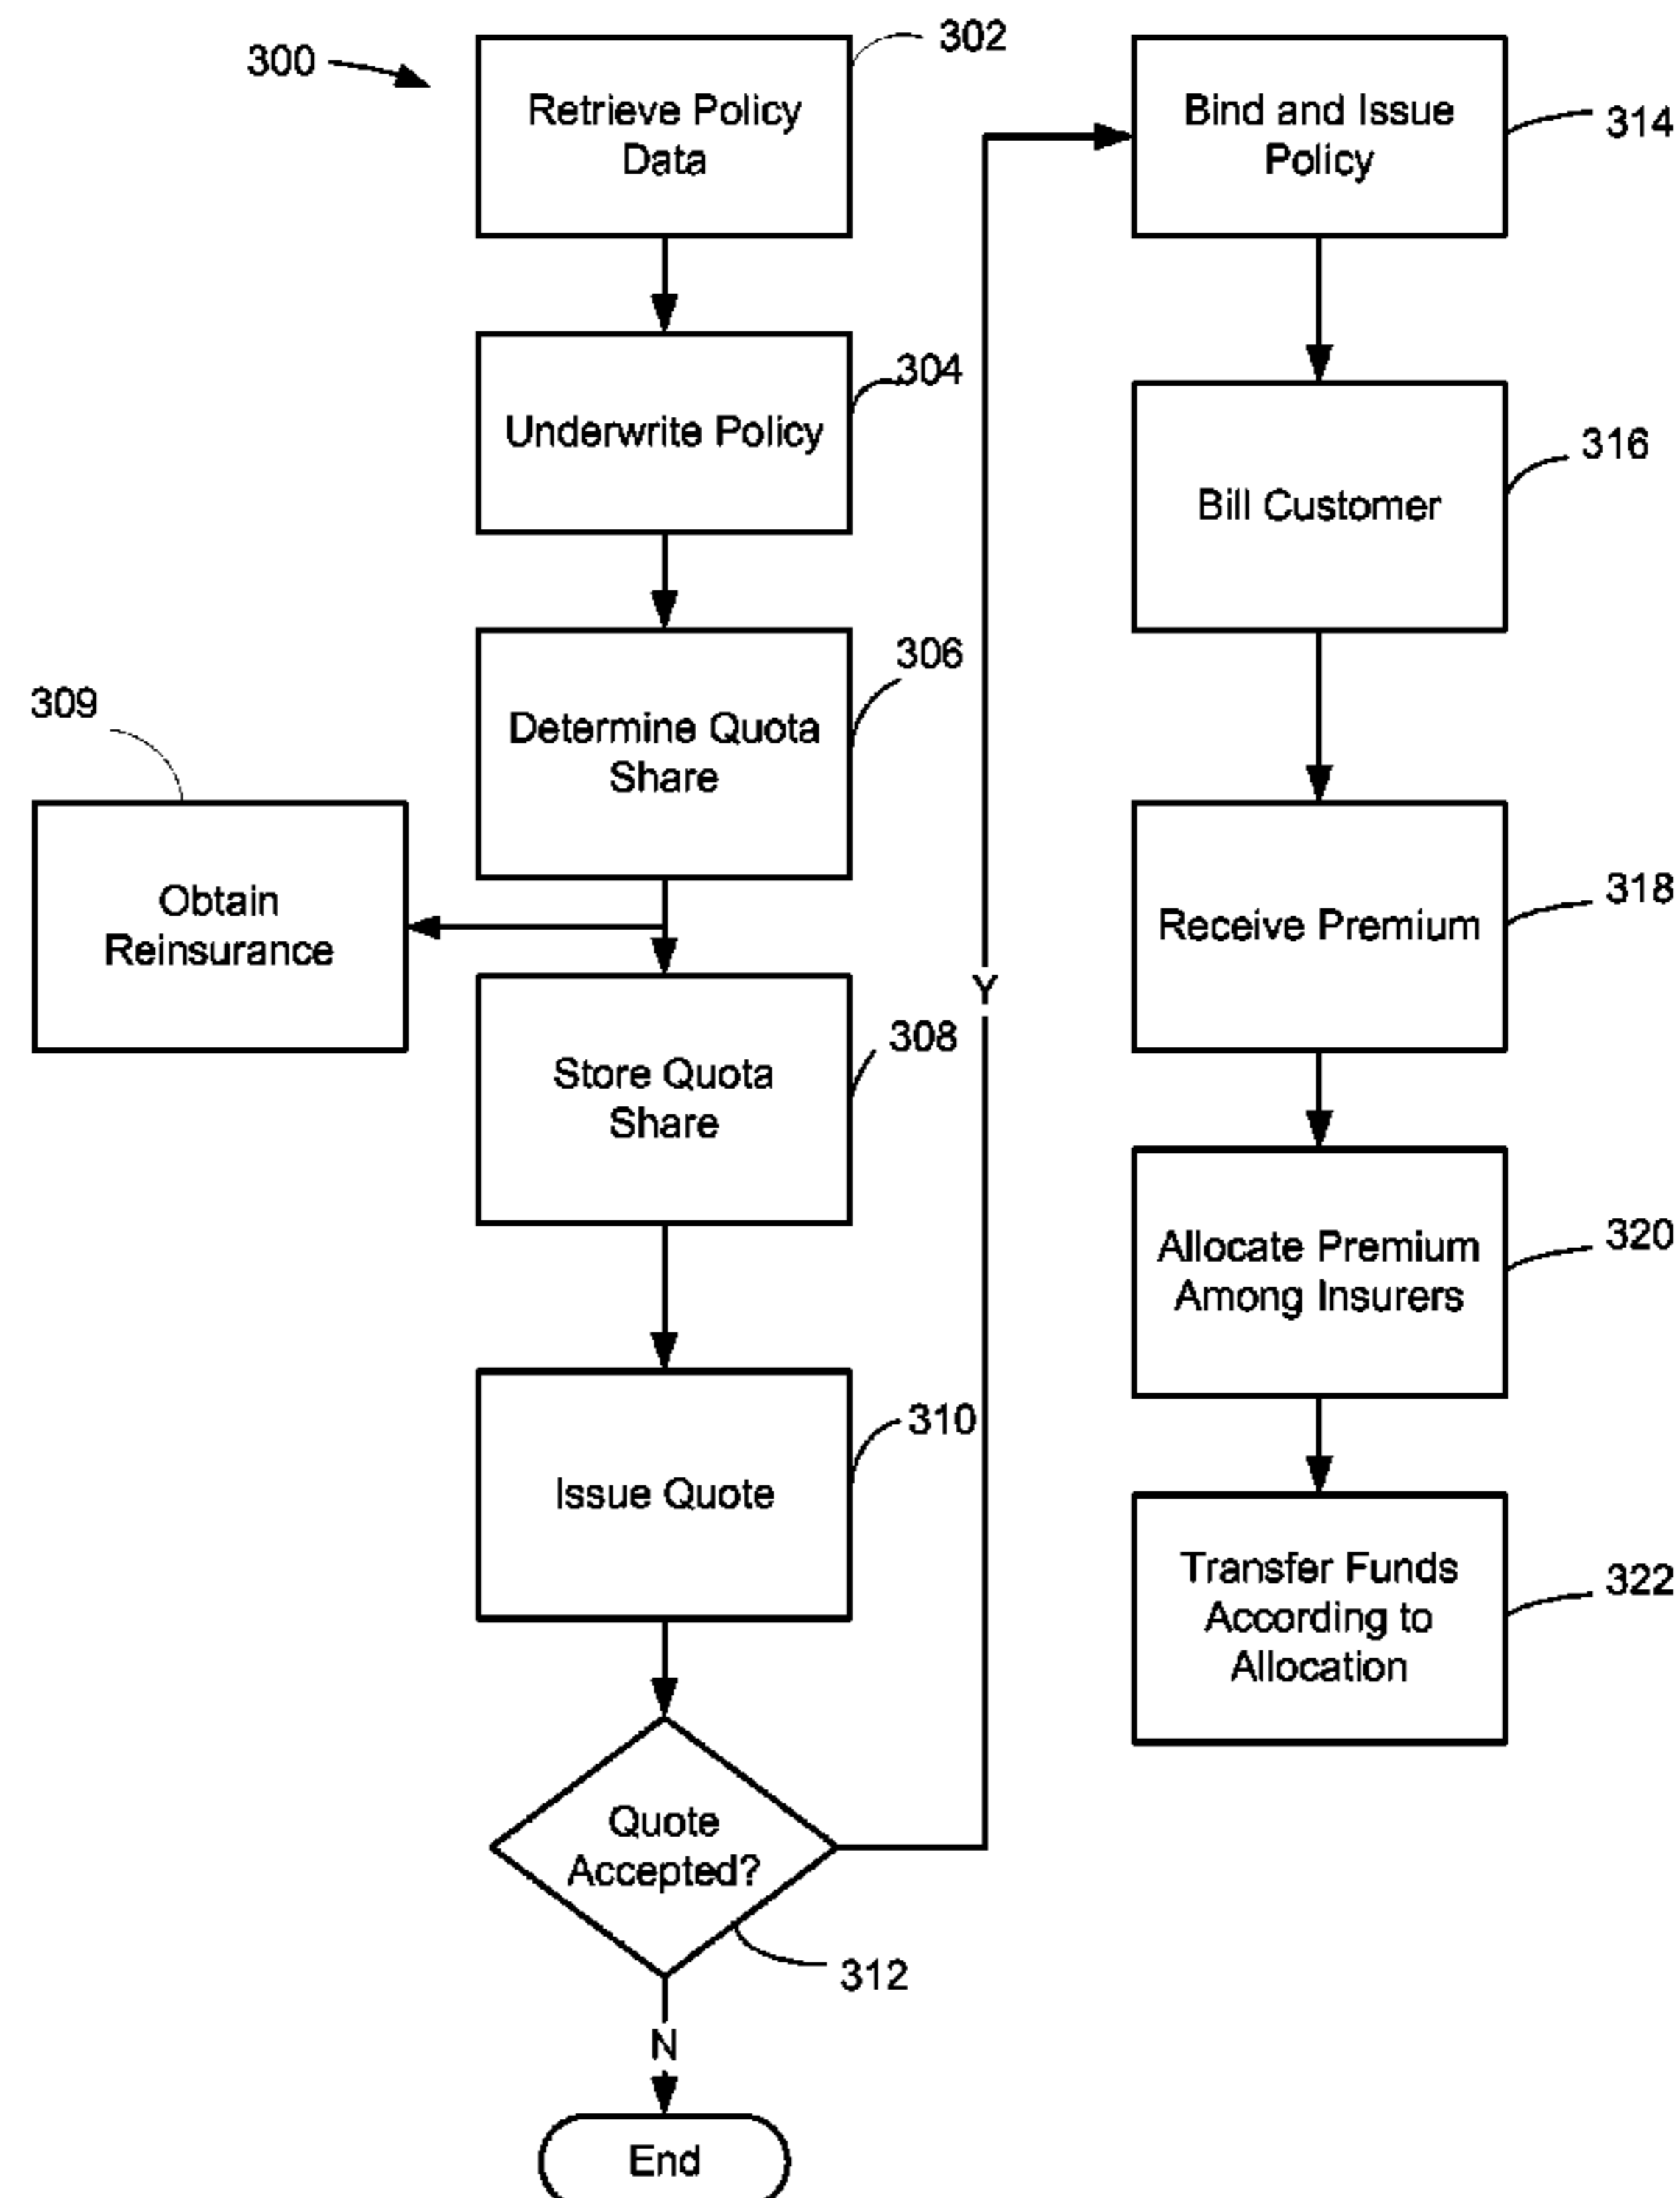 300
302
Retrieve Policy
Data
304
Underwrite Policy
306
Determine Quota
Share
309
Obtain
Reinsurance
308
Store Quota
Share
310
Issue Quote
Quote
Accepted?
312
N
End
Y
314
Bind and Issue
Policy
316
Bill Customer
318
Receive Premium
320
Allocate Premium
Among Insurers
322
Transfer Funds
According to
Allocation